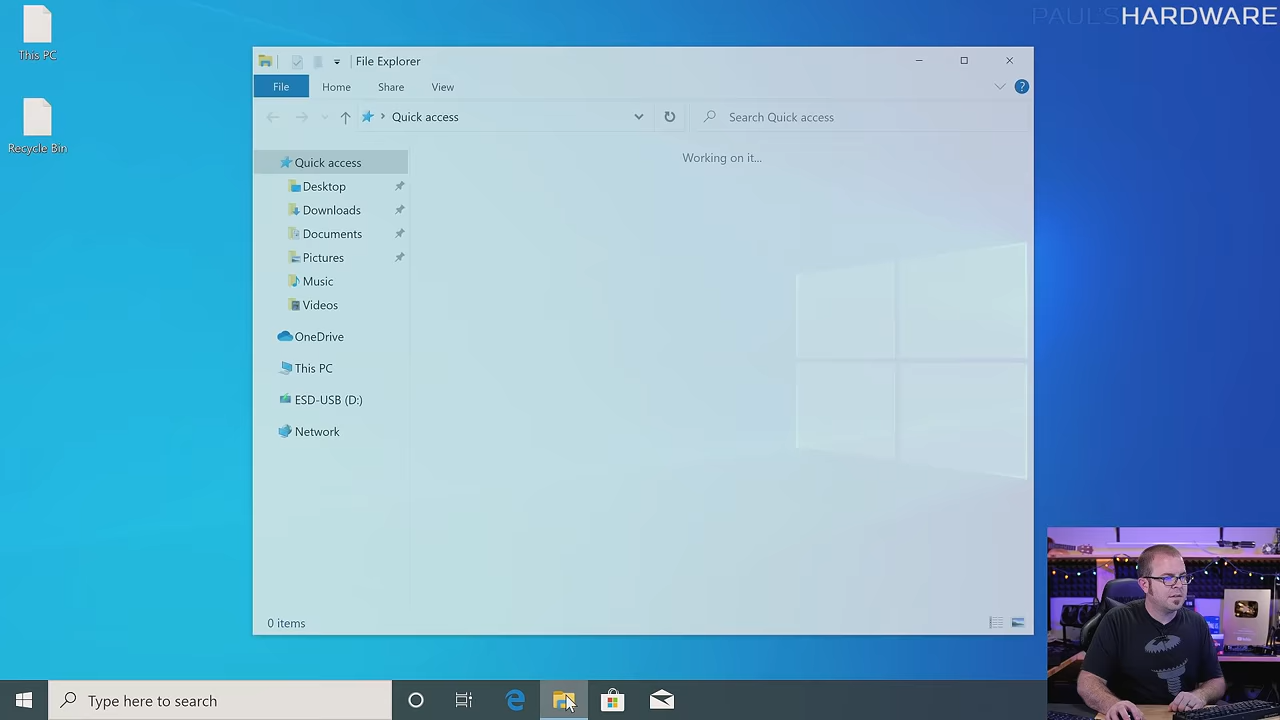 PAUL'SHARDWARE
This PC
Recycle Bin
File Explorer
File
Home
Share
View
?
Quick access
Search Quick access
Working on it...
Quick access
Desktop
Downloads
Documents
Pictures
Music
Videos
OneDrive
This PC
ESD-USB (D:)
Network
0 items
Type here to search